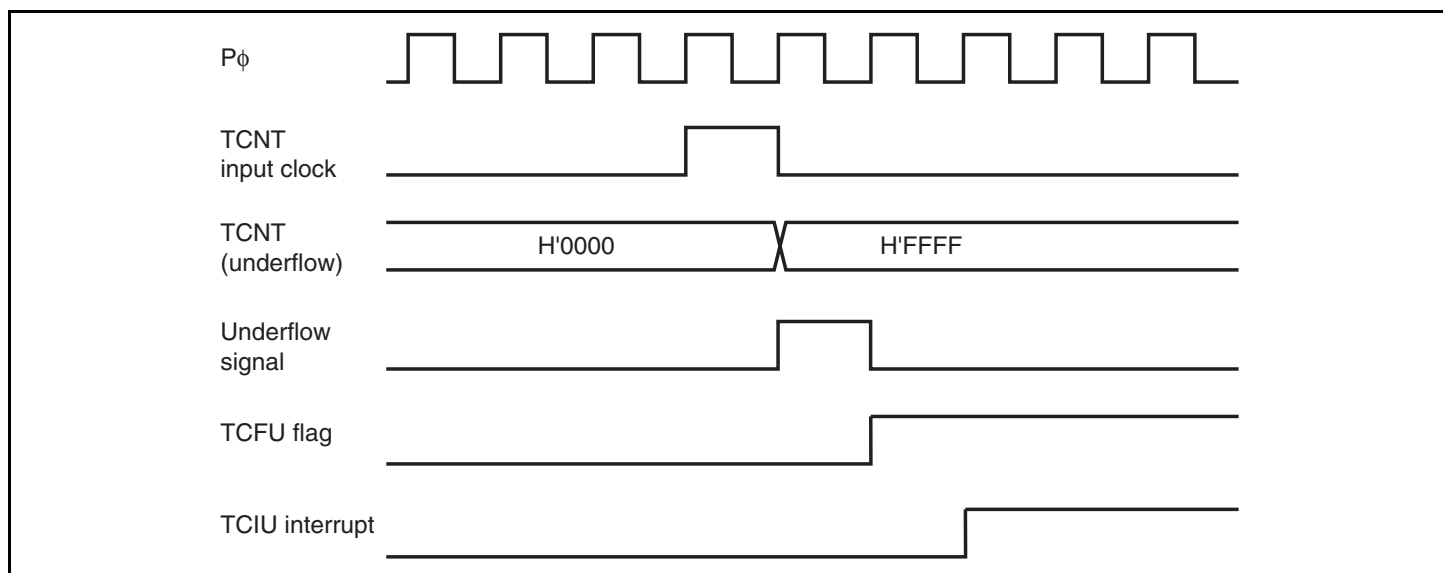 Pϕ
TCNT
input clock
TCNT
(underflow)
H'0000
H'FFFF
Underflow
signal
TCFU flag
TCIU interrupt